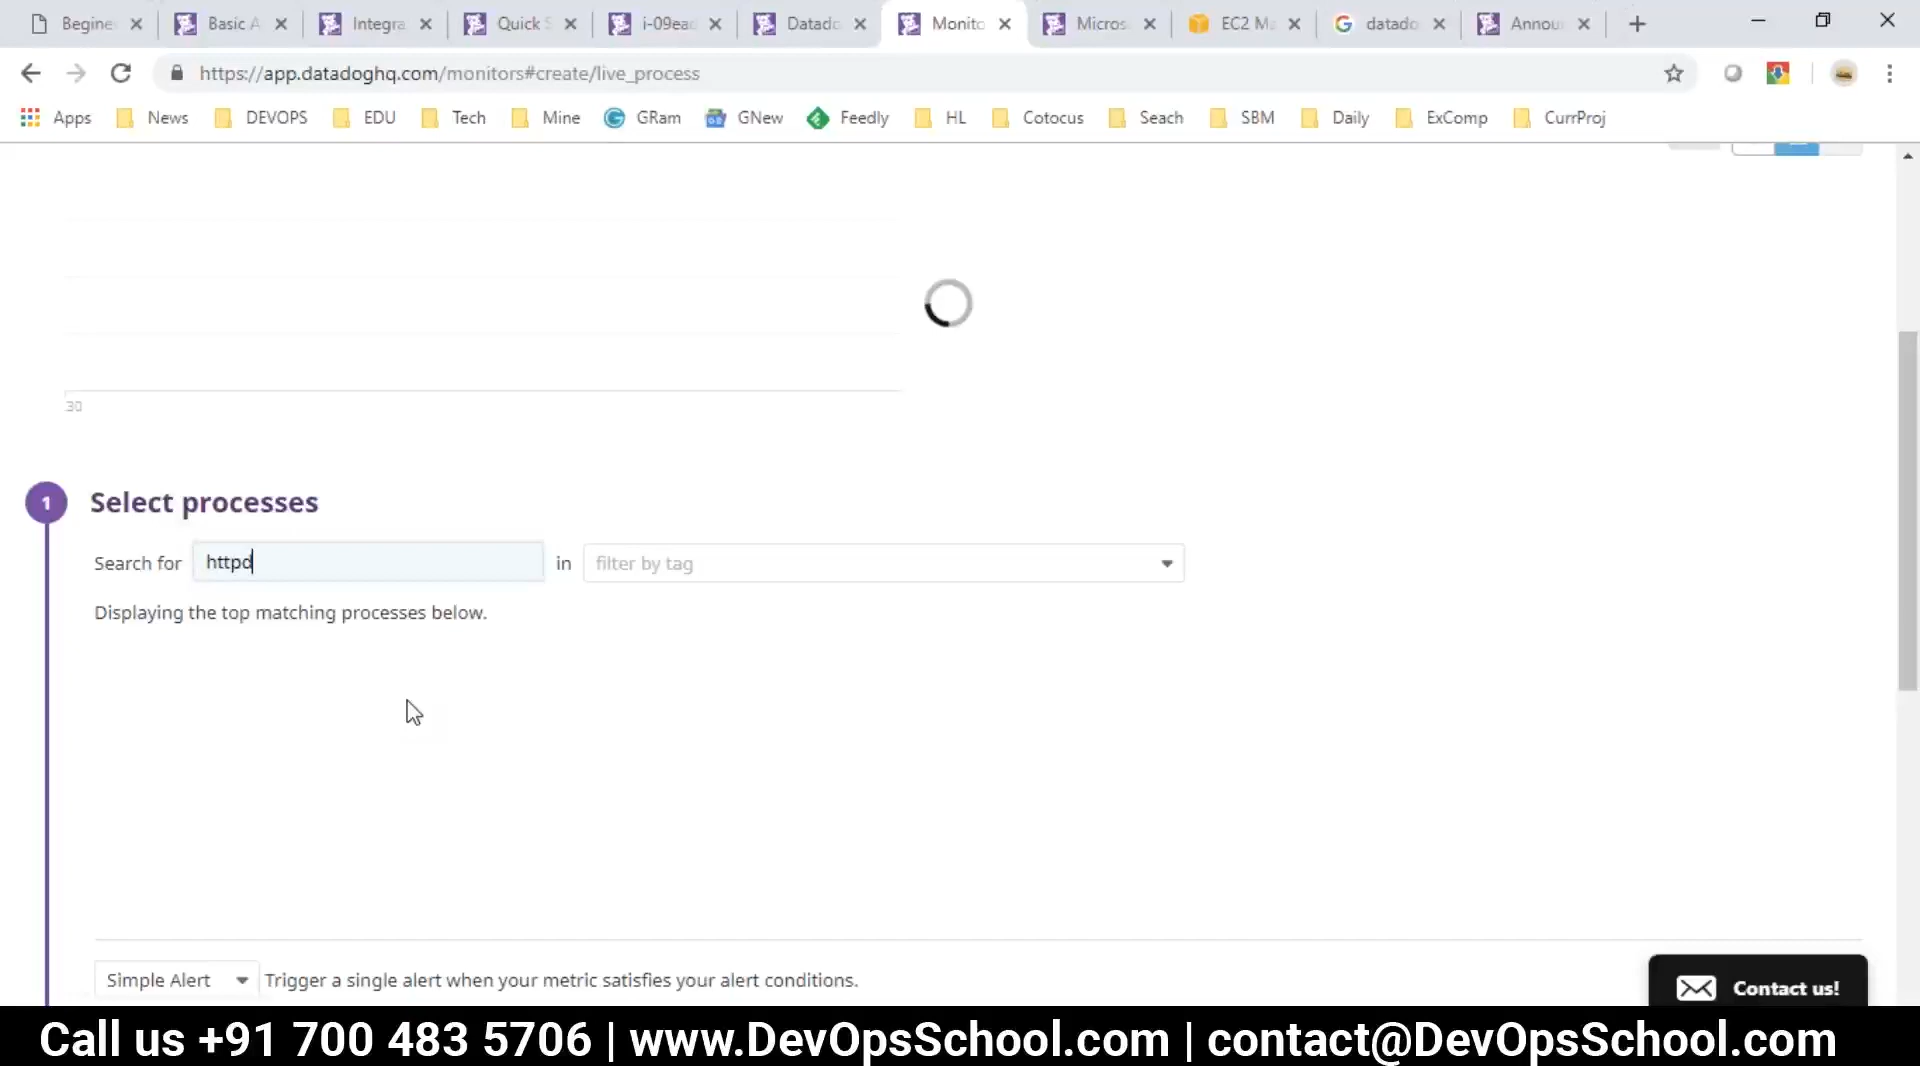 Begine
Basic A
Integra
Quick S
i-09eac
Datado
Monito
Micros
EC2 Ma
datado
Annou
https://app.datadoghq.com/monitors#create/live_process
Apps News DEVOPS EDU Tech Mine GRam GNew Feedly HL Cotocus Seach SBM Daily ExComp CurrProj
30
1 Select processes
Search for httpd in filter by tag
Displaying the top matching processes below.
Simple Alert Trigger a single alert when your metric satisfies your alert conditions.
Contact us!
Call us +91 700 483 5706 | www.DevOpsSchool.com | contact@DevOpsSchool.com